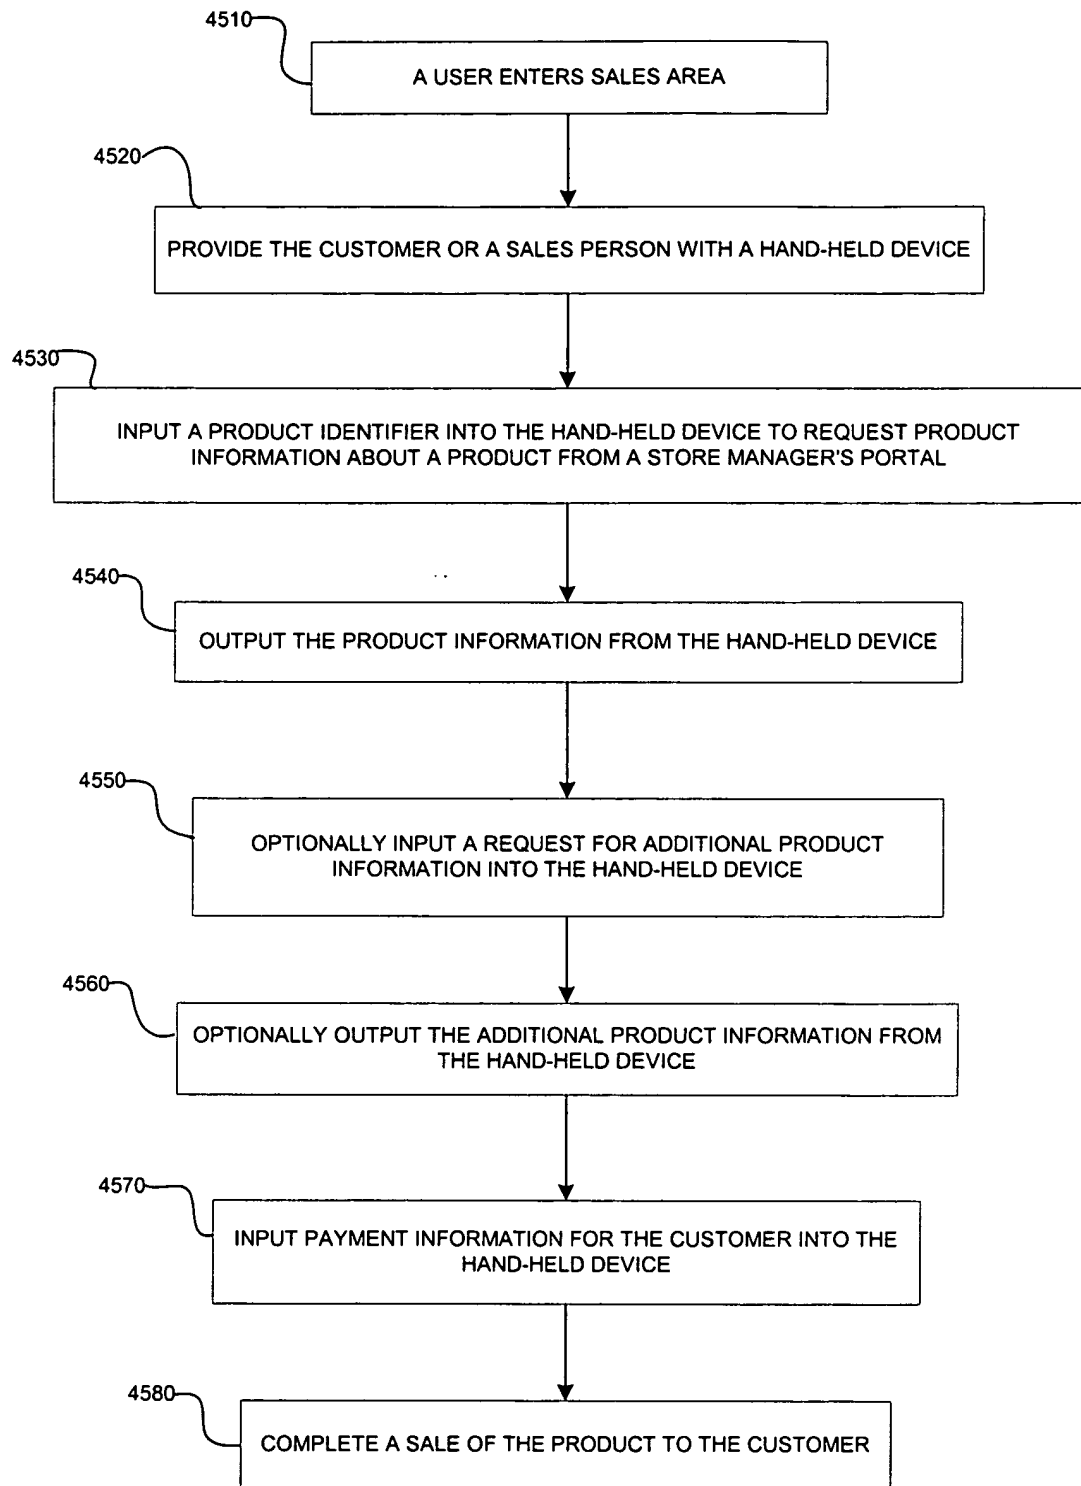 4510
A USER ENTERS SALES AREA
4520
PROVIDE THE CUSTOMER OR A SALES PERSON WITH A HAND-HELD DEVICE
4530
INPUT A PRODUCT IDENTIFIER INTO THE HAND-HELD DEVICE TO REQUEST PRODUCT
INFORMATION ABOUT A PRODUCT FROM A STORE MANAGER'S PORTAL
4540
OUTPUT THE PRODUCT INFORMATION FROM THE HAND-HELD DEVICE
4550
OPTIONALLY INPUT A REQUEST FOR ADDITIONAL PRODUCT
INFORMATION INTO THE HAND-HELD DEVICE
4560
OPTIONALLY OUTPUT THE ADDITIONAL PRODUCT INFORMATION FROM
THE HAND-HELD DEVICE
4570
INPUT PAYMENT INFORMATION FOR THE CUSTOMER INTO THE
HAND-HELD DEVICE
4580
COMPLETE A SALE OF THE PRODUCT TO THE CUSTOMER